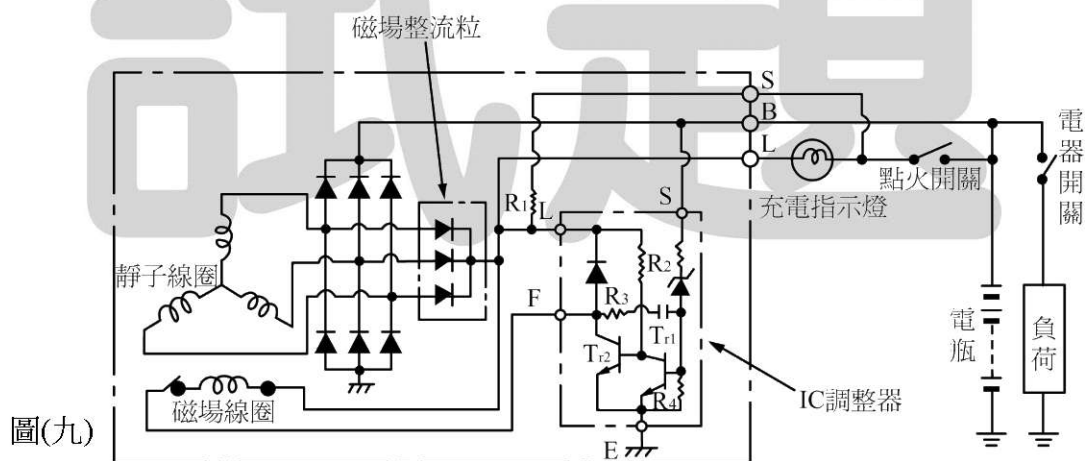 試題
磁場整流粒
S
B
L
電器開關
點火開關
充電指示燈
R₁
L
S
R₂
靜子線圈
F
R₃
Tr1
Tr2
電瓶
負荷
R₄
IC調整器
磁場線圈
圖(九)
E